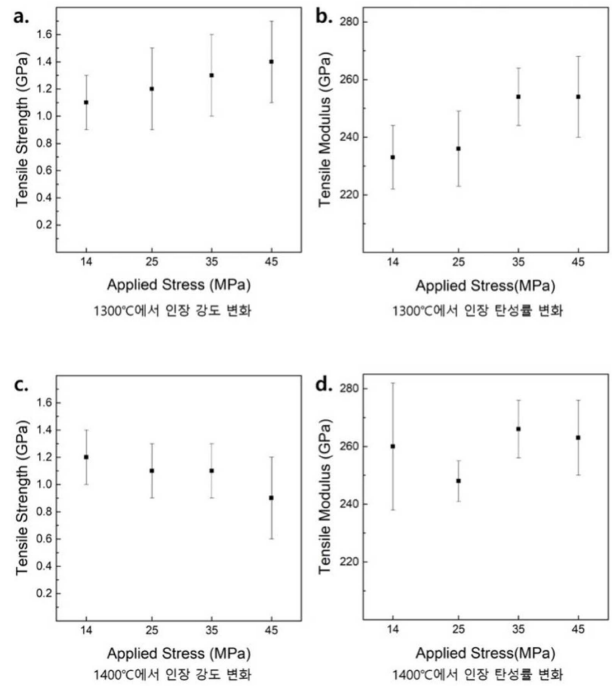 a.
Tensile Strength (GPa)
1.6
1.4
1.2
1.0
0.8
0.6
0.4
0.2
14 25 35 45
Applied Stress (MPa)
1300℃에서 인장 강도 변화
b.
Tensile Modulus (GPa)
280
260
240
220
14 25 35 45
Applied Stress(MPa)
1300℃에서 인장 탄성률 변화
c.
Tensile Strength (GPa)
1.6
1.4
1.2
1.0
0.8
0.6
0.4
0.2
14 25 35 45
Applied Stress (MPa)
1400℃에서 인장 강도 변화
d.
Tensile Modulus (GPa)
280
260
240
220
14 25 35 45
Applied Stress(MPa)
1400℃에서 인장 탄성률 변화